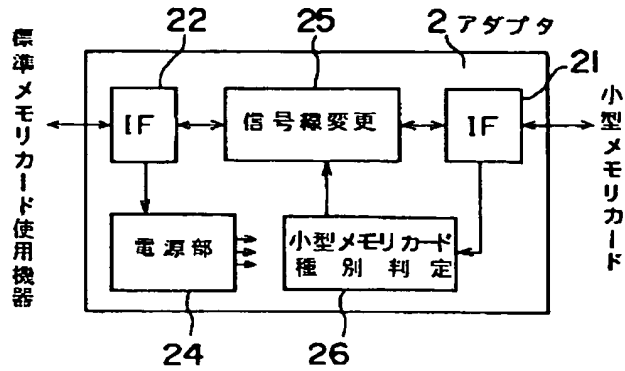 22
25
2 アダプタ
21
標準メモリカード使用機器
IF
信号線変更
IF
小型メモリカード
電源部
小型メモリカード
種別判定
24
26